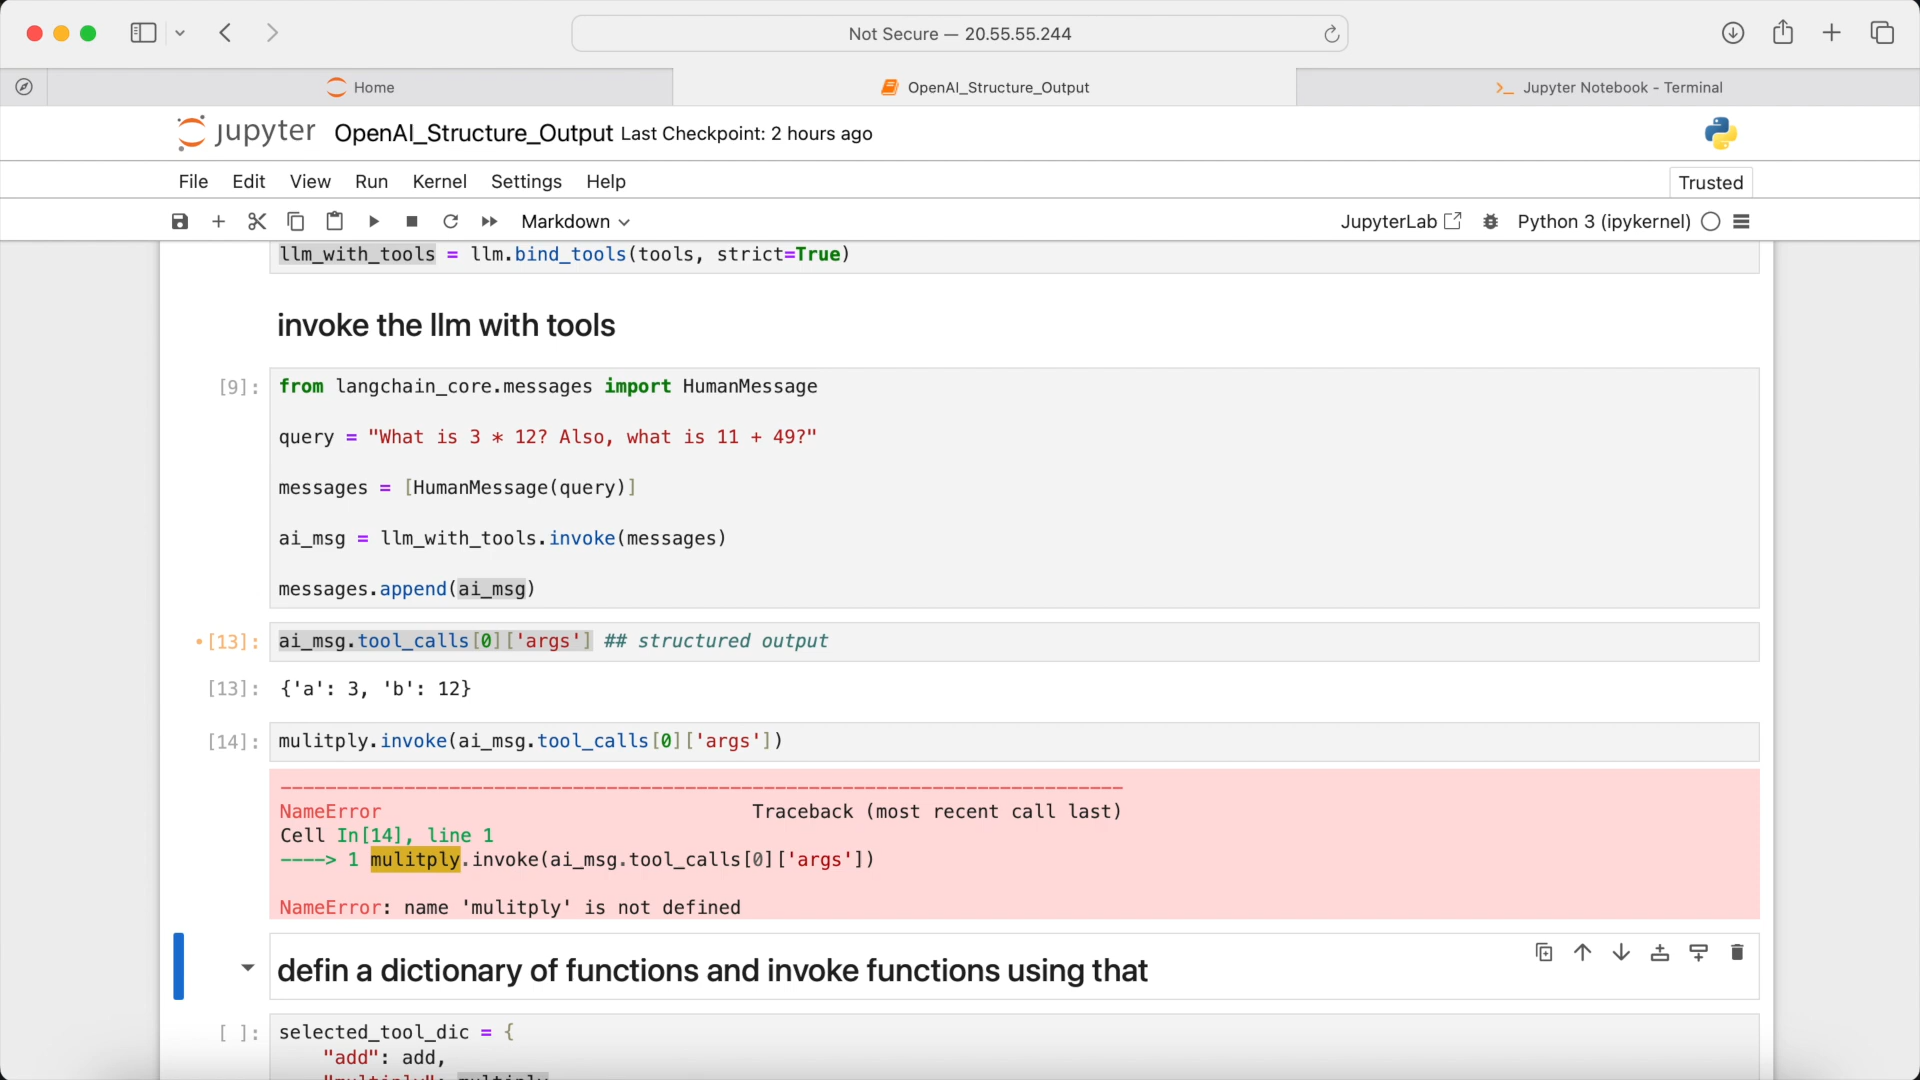 Not Secure — 20.55.55.244
Home
OpenAI_Structure_Output
Jupyter Notebook - Terminal
jupyter OpenAI_Structure_Output Last Checkpoint: 2 hours ago
File Edit View Run Kernel Settings Help
Trusted
Markdown
JupyterLab
Python 3 (ipykernel)
llm_with_tools = llm.bind_tools(tools, strict=True)
invoke the llm with tools
[9]: from langchain_core.messages import HumanMessage
query = "What is 3 * 12? Also, what is 11 + 49?"
messages = [HumanMessage(query)]
ai_msg = llm_with_tools.invoke(messages)
messages.append(ai_msg)
•[13]: ai_msg.tool_calls[0]['args'] ## structured output
[13]: {'a': 3, 'b': 12}
[14]: mulitply.invoke(ai_msg.tool_calls[0]['args'])
---------------------------------------------------------------------------
NameError Traceback (most recent call last)
Cell In[14], line 1
----> 1 mulitply.invoke(ai_msg.tool_calls[0]['args'])
NameError: name 'mulitply' is not defined
defin a dictionary of functions and invoke functions using that
[ ]: selected_tool_dic = {
"add": add,
"multiply": multiply